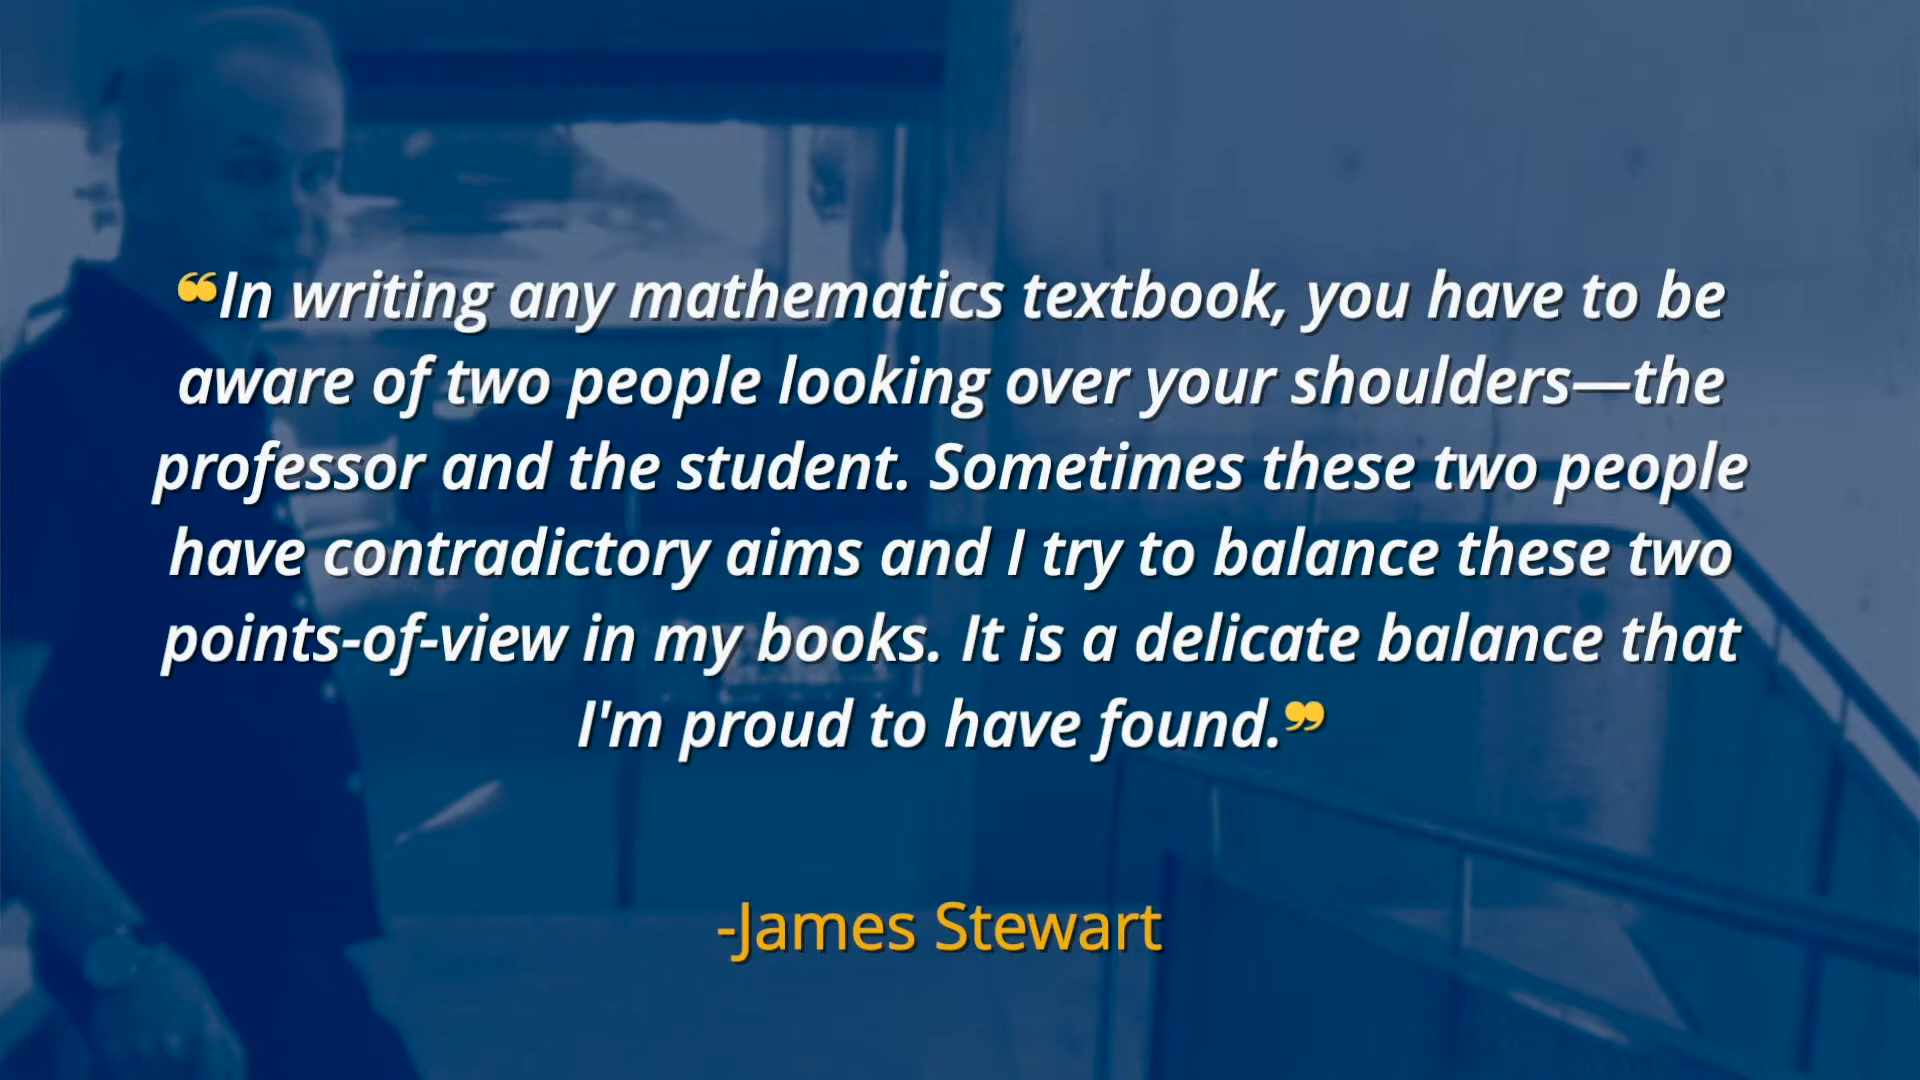 ❝In writing any mathematics textbook, you have to be
aware of two people looking over your shoulders—the
professor and the student. Sometimes these two people
have contradictory aims and I try to balance these two
points-of-view in my books. It is a delicate balance that
I'm proud to have found.❞
-James Stewart